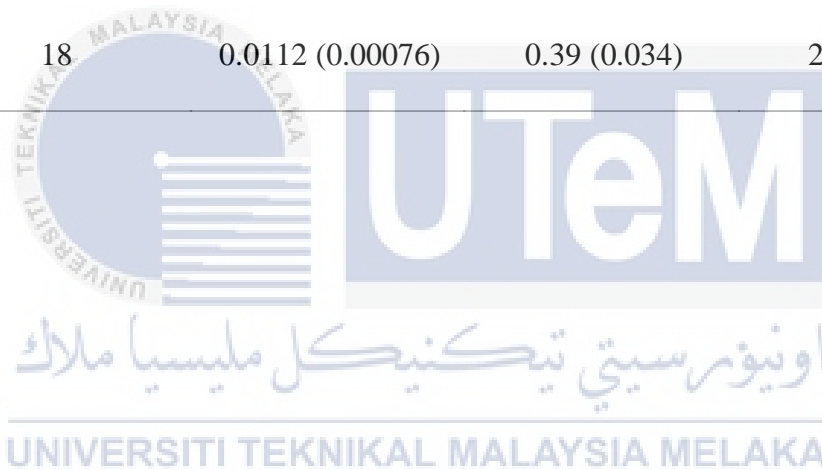 18 0.0112 (0.00076) 0.39 (0.034) 2
UNIVERSITI TEKNIKAL MALAYSIA MELAKA
UTeM
اونيۏرسيتي تيكنيكل مليسيا ملاك
UNIVERSITI TEKNIKAL MALAYSIA MELAKA